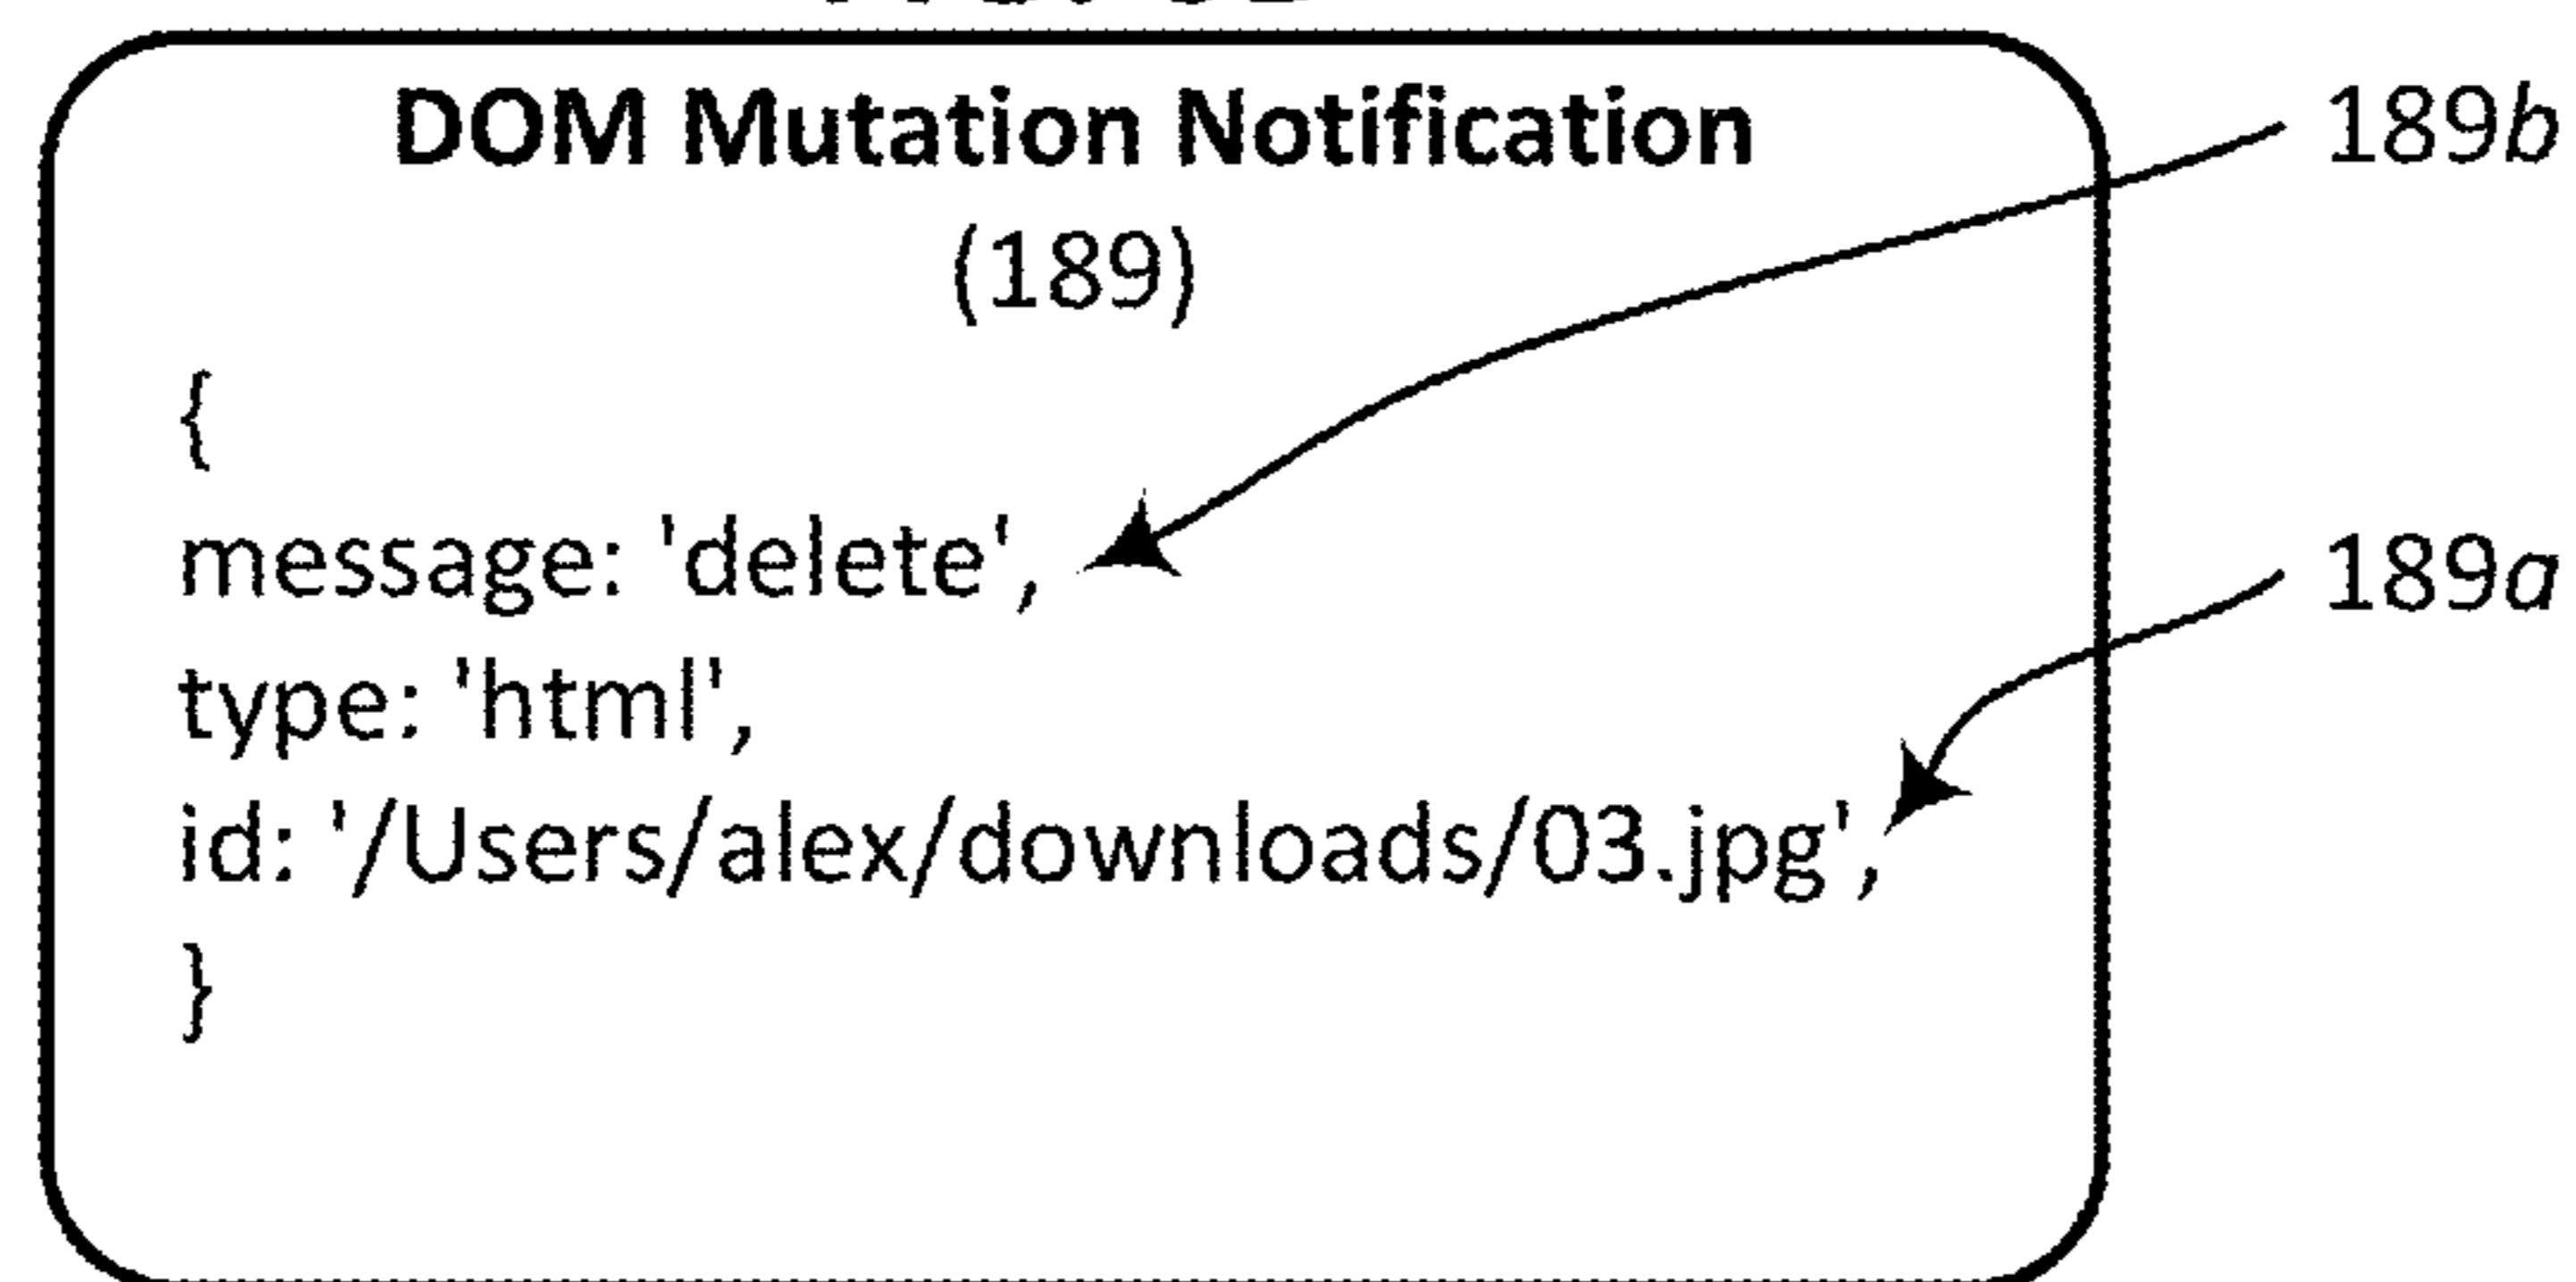 DOM Mutation Notification
189b
(189)
{
message: 'delete',
189a
type: 'html',
id: '/Users/alex/downloads/03.jpg',
}